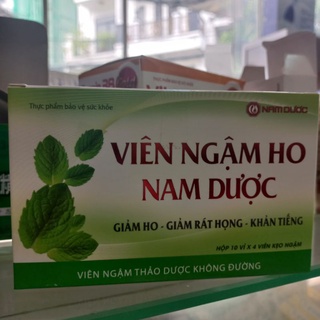 Thực phẩm bảo vệ sức khỏe
NAM DƯỢC
VIÊN NGẬM HO
NAM DƯỢC
GIẢM HO - GIẢM RÁT HỌNG - KHẢN TIẾNG
HỘP 10 VỈ X 4 VIÊN KẸO NGẬM
VIÊN NGẬM THẢO DƯỢC KHÔNG ĐƯỜNG